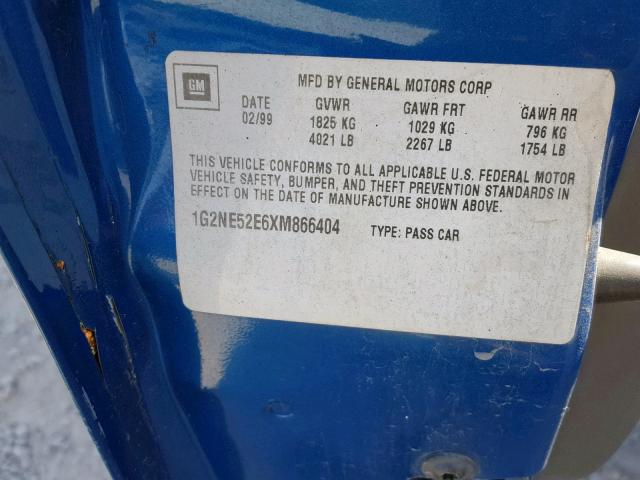 GM
MFD BY GENERAL MOTORS CORP
DATE GVWR GAWR FRT GAWR RR
02/99 1825 KG 1029 KG 796 KG
4021 LB 2267 LB 1754 LB
THIS VEHICLE CONFORMS TO ALL APPLICABLE U.S. FEDERAL MOTOR
VEHICLE SAFETY, BUMPER, AND THEFT PREVENTION STANDARDS IN
EFFECT ON THE DATE OF MANUFACTURE SHOWN ABOVE.
1G2NE52E6XM866404 TYPE: PASS CAR